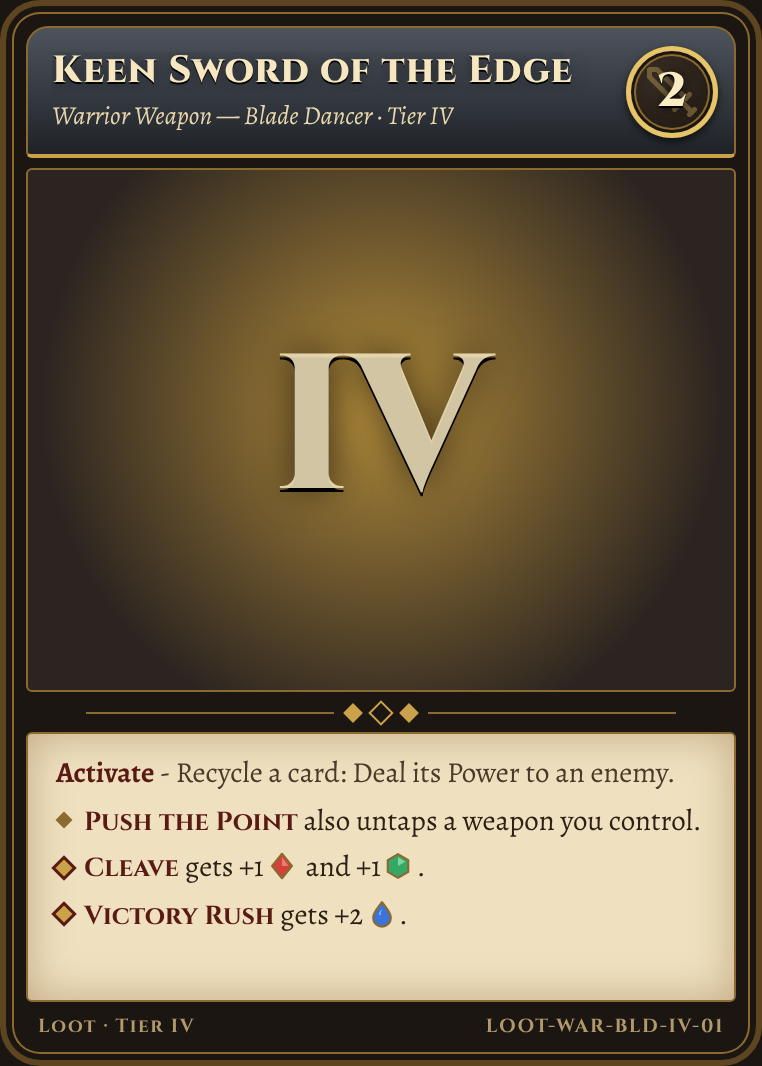 Keen Sword of the Edge
2
Warrior Weapon — Blade Dancer · Tier IV
IV
Activate - Recycle a card: Deal its Power to an enemy.
Push the Point also untaps a weapon you control.
Cleave gets +1 and +1 .
Victory Rush gets +2 .
Loot · Tier IV
LOOT-WAR-BLD-IV-01